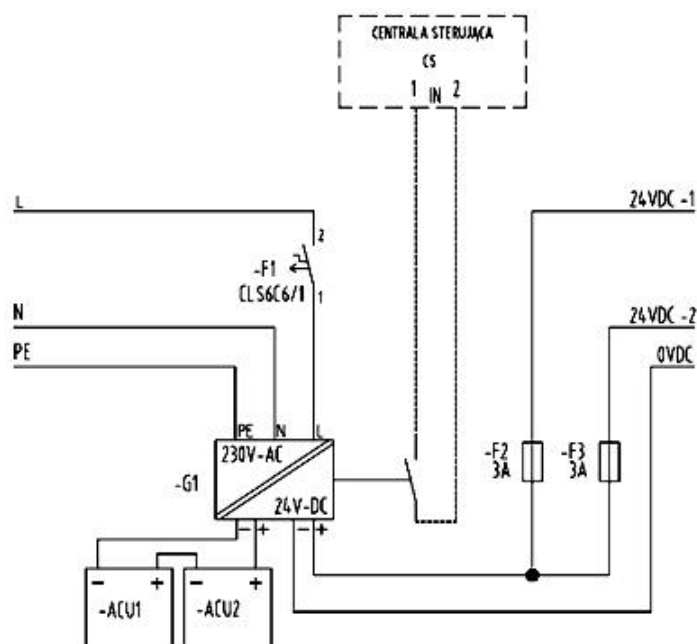 CENTRALA STERUJĄCA
CS
1 IN 2
L
24VDC -1
2
-F1
CLS6C6/1
1
N
24VDC -2
PE
0VDC
PE N L
230V-AC
-F2
3A
-F3
3A
-G1
24V-DC
- + - +
- + - +
-ACU1
-ACU2